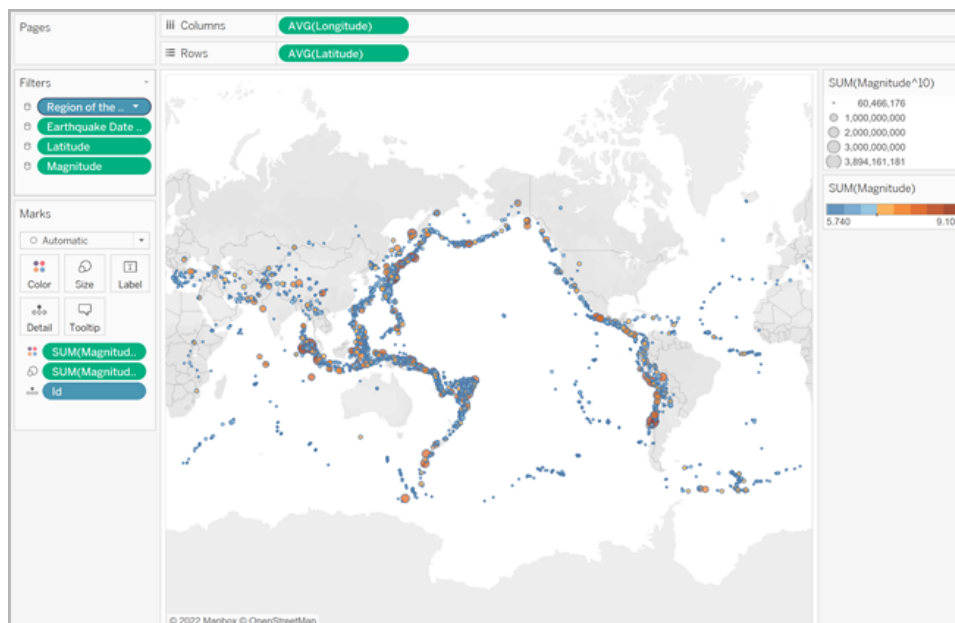 Pages
Columns
AVG(Longitude)
Rows
AVG(Latitude)
Filters
Region of the ..
Earthquake Date ..
Latitude
Magnitude
Marks
Automatic
Color
Size
Label
Detail
Tooltip
SUM(Magnitud..
SUM(Magnitud..
Id
SUM(Magnitude^10)
60,466,176
1,000,000,000
2,000,000,000
3,000,000,000
3,894,161,181
SUM(Magnitude)
5.740 9.10
© 2022 Mapbox © OpenStreetMap